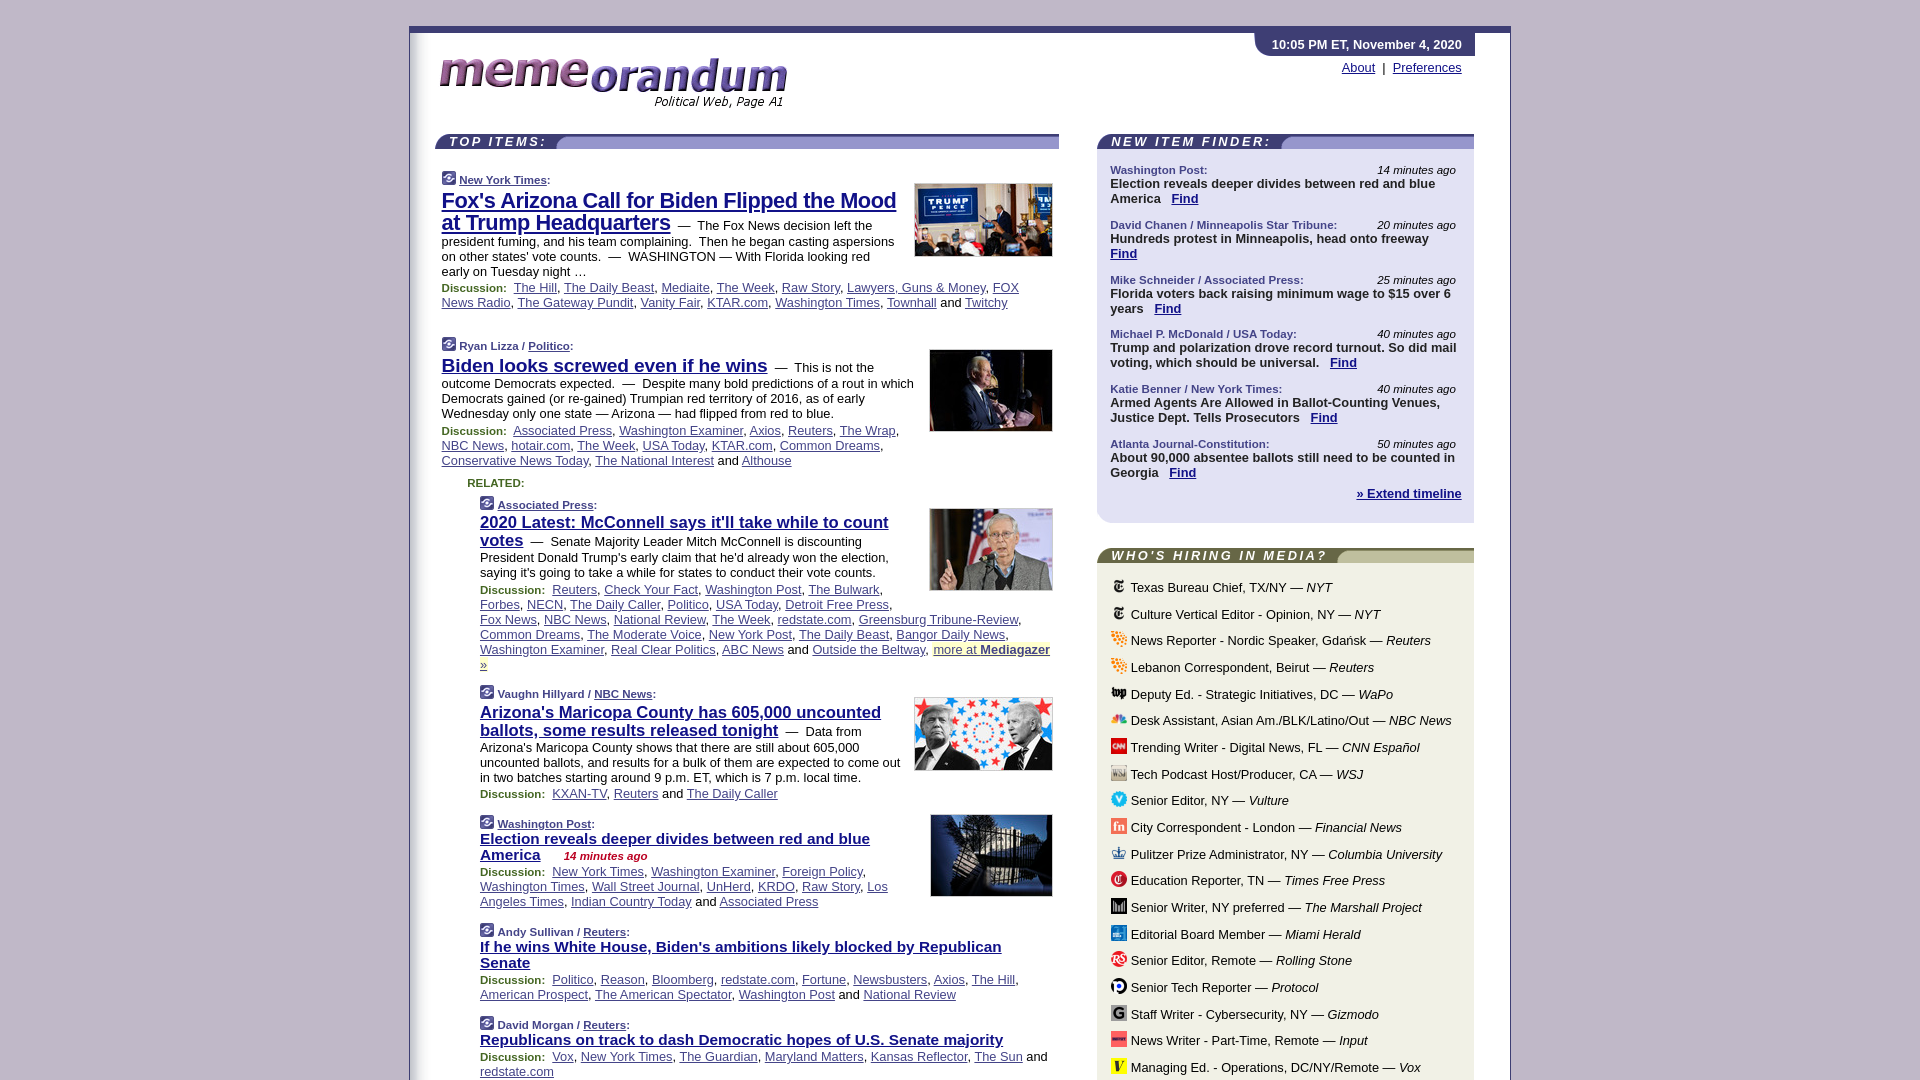 10:05 PM ET, November 4, 2020
About | Preferences
memeorandum
Political Web, Page A1
TOP ITEMS:
New York Times:
Fox's Arizona Call for Biden Flipped the Mood
at Trump Headquarters — The Fox News decision left the
president fuming, and his team complaining. Then he began casting aspersions
on other states' vote counts. — WASHINGTON — With Florida looking red
early on Tuesday night …
Discussion: The Hill, The Daily Beast, Mediaite, The Week, Raw Story, Lawyers, Guns & Money, FOX
News Radio, The Gateway Pundit, Vanity Fair, KTAR.com, Washington Times, Townhall and Twitchy
TRUMP
PENCE
Ryan Lizza / Politico:
Biden looks screwed even if he wins — This is not the
outcome Democrats expected. — Despite many bold predictions of a rout in which
Democrats gained (or re-gained) Trumpian red territory of 2016, as of early
Wednesday only one state — Arizona — had flipped from red to blue.
Discussion: Associated Press, Washington Examiner, Axios, Reuters, The Wrap,
NBC News, hotair.com, The Week, USA Today, KTAR.com, Common Dreams,
Conservative News Today, The National Interest and Althouse
RELATED:
Associated Press:
2020 Latest: McConnell says it'll take while to count
votes — Senate Majority Leader Mitch McConnell is discounting
President Donald Trump's early claim that he'd already won the election,
saying it's going to take a while for states to conduct their vote counts.
Discussion: Reuters, Check Your Fact, Washington Post, The Bulwark,
Forbes, NECN, The Daily Caller, Politico, USA Today, Detroit Free Press,
Fox News, NBC News, National Review, The Week, redstate.com, Greensburg Tribune-Review,
Common Dreams, The Moderate Voice, New York Post, The Daily Beast, Bangor Daily News,
Washington Examiner, Real Clear Politics, ABC News and Outside the Beltway, more at Mediagazer
»
Vaughn Hillyard / NBC News:
Arizona's Maricopa County has 605,000 uncounted
ballots, some results released tonight — Data from
Arizona's Maricopa County shows that there are still about 605,000
uncounted ballots, and results for a bulk of them are expected to come out
in two batches starting around 9 p.m. ET, which is 7 p.m. local time.
Discussion: KXAN-TV, Reuters and The Daily Caller
Washington Post:
Election reveals deeper divides between red and blue
America 14 minutes ago
Discussion: New York Times, Washington Examiner, Foreign Policy,
Washington Times, Wall Street Journal, UnHerd, KRDO, Raw Story, Los
Angeles Times, Indian Country Today and Associated Press
Andy Sullivan / Reuters:
If he wins White House, Biden's ambitions likely blocked by Republican
Senate
Discussion: Politico, Reason, Bloomberg, redstate.com, Fortune, Newsbusters, Axios, The Hill,
American Prospect, The American Spectator, Washington Post and National Review
David Morgan / Reuters:
Republicans on track to dash Democratic hopes of U.S. Senate majority
Discussion: Vox, New York Times, The Guardian, Maryland Matters, Kansas Reflector, The Sun and
redstate.com
NEW ITEM FINDER:
Washington Post: 14 minutes ago
Election reveals deeper divides between red and blue
America Find
David Chanen / Minneapolis Star Tribune: 20 minutes ago
Hundreds protest in Minneapolis, head onto freeway
Find
Mike Schneider / Associated Press: 25 minutes ago
Florida voters back raising minimum wage to $15 over 6
years Find
Michael P. McDonald / USA Today: 40 minutes ago
Trump and polarization drove record turnout. So did mail
voting, which should be universal. Find
Katie Benner / New York Times: 40 minutes ago
Armed Agents Are Allowed in Ballot-Counting Venues,
Justice Dept. Tells Prosecutors Find
Atlanta Journal-Constitution: 50 minutes ago
About 90,000 absentee ballots still need to be counted in
Georgia Find
» Extend timeline
WHO'S HIRING IN MEDIA?
Texas Bureau Chief, TX/NY — NYT
Culture Vertical Editor - Opinion, NY — NYT
News Reporter - Nordic Speaker, Gdańsk — Reuters
Lebanon Correspondent, Beirut — Reuters
Deputy Ed. - Strategic Initiatives, DC — WaPo
Desk Assistant, Asian Am./BLK/Latino/Out — NBC News
Trending Writer - Digital News, FL — CNN Español
Tech Podcast Host/Producer, CA — WSJ
Senior Editor, NY — Vulture
City Correspondent - London — Financial News
Pulitzer Prize Administrator, NY — Columbia University
Education Reporter, TN — Times Free Press
Senior Writer, NY preferred — The Marshall Project
Editorial Board Member — Miami Herald
Senior Editor, Remote — Rolling Stone
Senior Tech Reporter — Protocol
Staff Writer - Cybersecurity, NY — Gizmodo
News Writer - Part-Time, Remote — Input
Managing Ed. - Operations, DC/NY/Remote — Vox